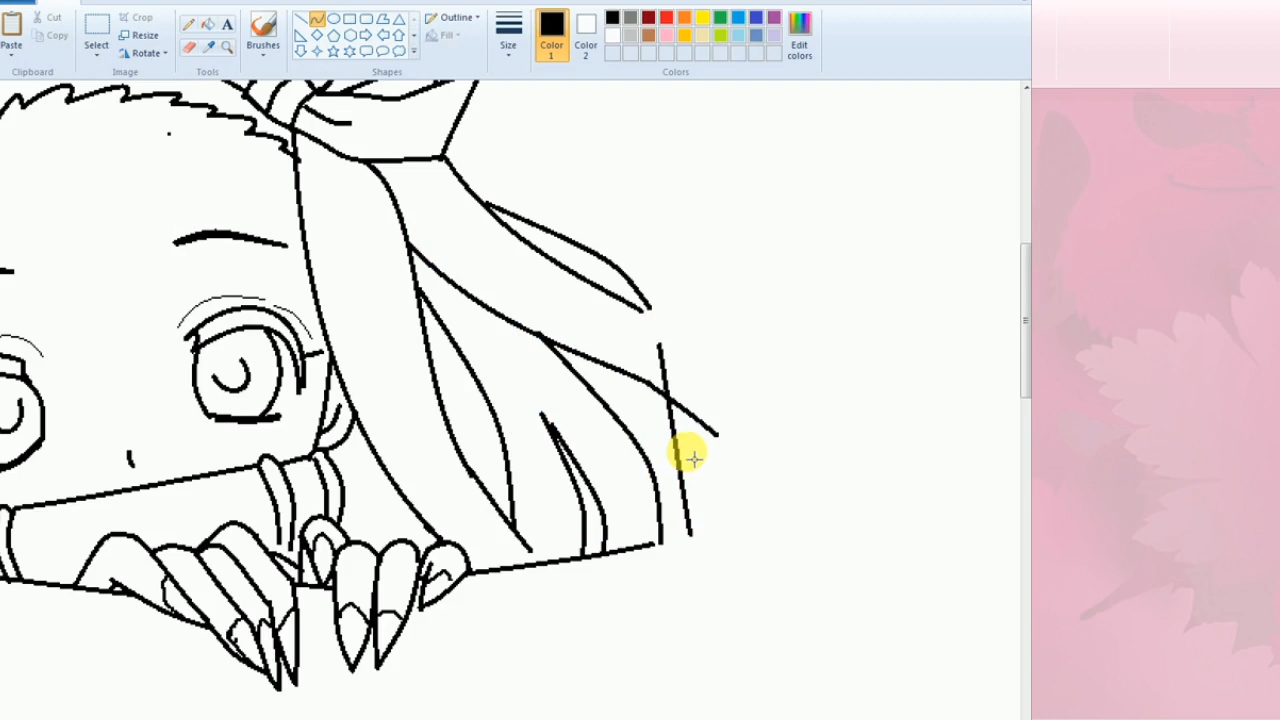 Cut
Crop
Outline
Copy
Resize
Fill
Paste
Select
Rotate
Brushes
Size
Color
1
Color
2
Edit
colors
Clipboard
Image
Tools
Shapes
Colors